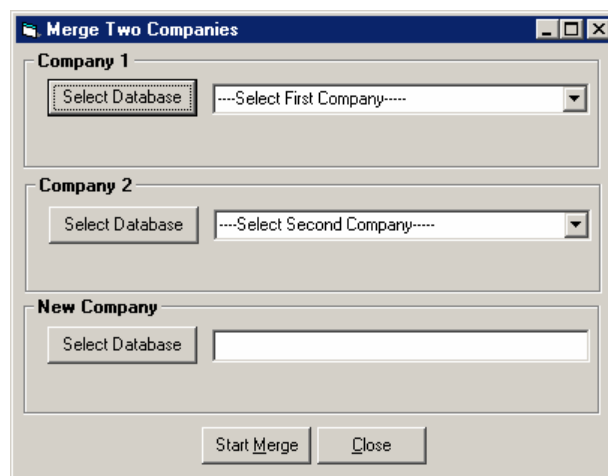 Merge Two Companies
Company 1
Select Database ----Select First Company-----
Company 2
Select Database ----Select Second Company-----
New Company
Select Database
Start Merge Close